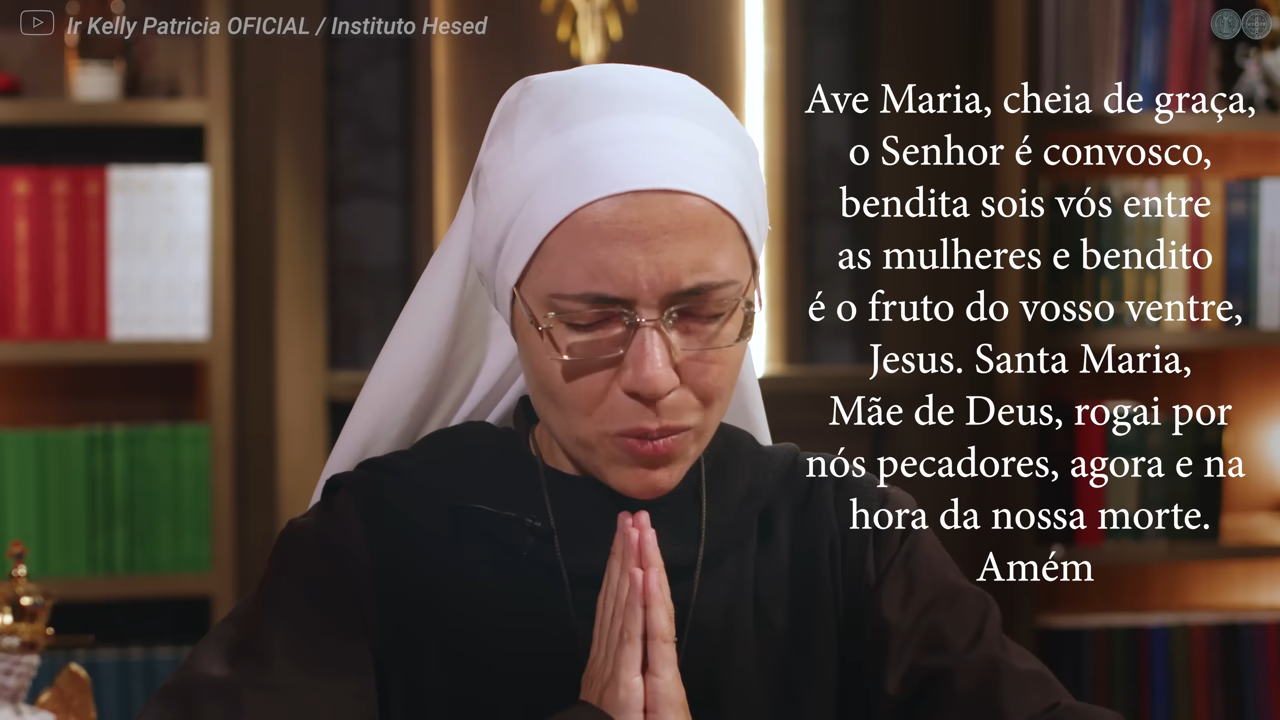 Ir Kelly Patricia OFICIAL / Instituto Hesed
Ave Maria, cheia de graça,
o Senhor é convosco,
bendita sois vós entre
as mulheres e bendito
é o fruto do vosso ventre,
Jesus. Santa Maria,
Mãe de Deus, rogai por
nós pecadores, agora e na
hora da nossa morte.
Amém